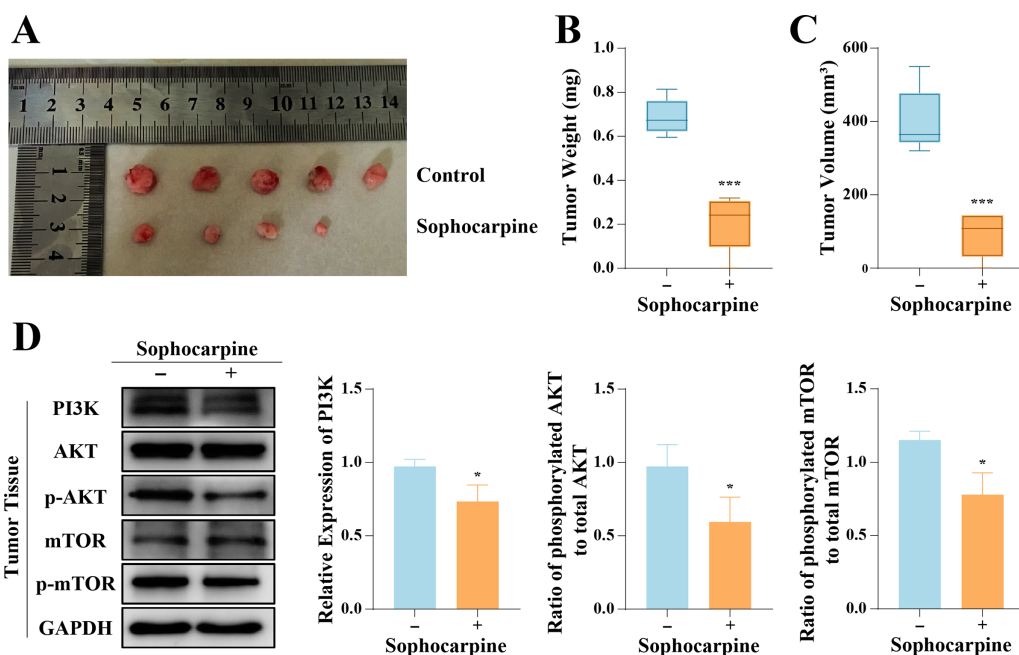 A
1 2 3 4 5 6 7 8 9 10 11 12 13 14
1
2
3
4
Control
Sophocarpine
B
Tumor Weight (mg)
1.0
0.8
0.6
0.4
0.2
0.0
***
– +
Sophocarpine
C
Tumor Volume (mm³)
600
400
200
0
***
– +
Sophocarpine
D
Sophocarpine
– +
Tumor Tissue
PI3K
AKT
p-AKT
mTOR
p-mTOR
GAPDH
Relative Expression of PI3K
1.5
1.0
0.5
0.0
*
– +
Sophocarpine
Ratio of phosphorylated AKT
to total AKT
1.5
1.0
0.5
0.0
*
– +
Sophocarpine
Ratio of phosphorylated mTOR
to total mTOR
1.5
1.0
0.5
0.0
*
– +
Sophocarpine